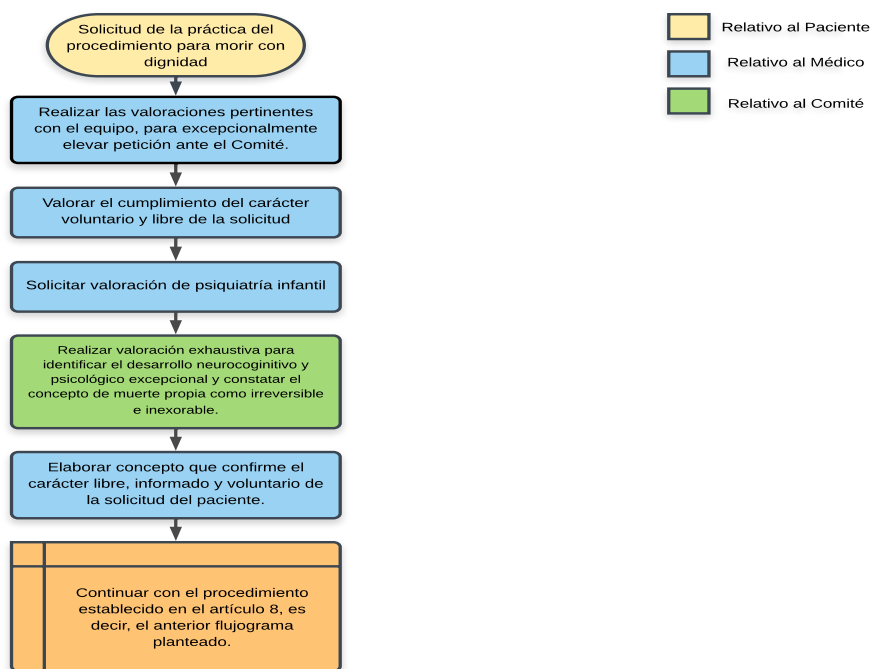 Solicitud de la práctica del
procedimiento para morir con
dignidad
Realizar las valoraciones pertinentes
con el equipo, para excepcionalmente
elevar petición ante el Comité.
Valorar el cumplimiento del carácter
voluntario y libre de la solicitud
Solicitar valoración de psiquiatría infantil
Realizar valoración exhaustiva para
identificar el desarrollo neurocoginitivo y
psicológico excepcional y constatar el
concepto de muerte propia como irreversible
e inexorable.
Elaborar concepto que confirme el
carácter libre, informado y voluntario de
la solicitud del paciente.
Continuar con el procedimiento
establecido en el artículo 8, es
decir, el anterior flujograma
planteado.
Relativo al Paciente
Relativo al Médico
Relativo al Comité